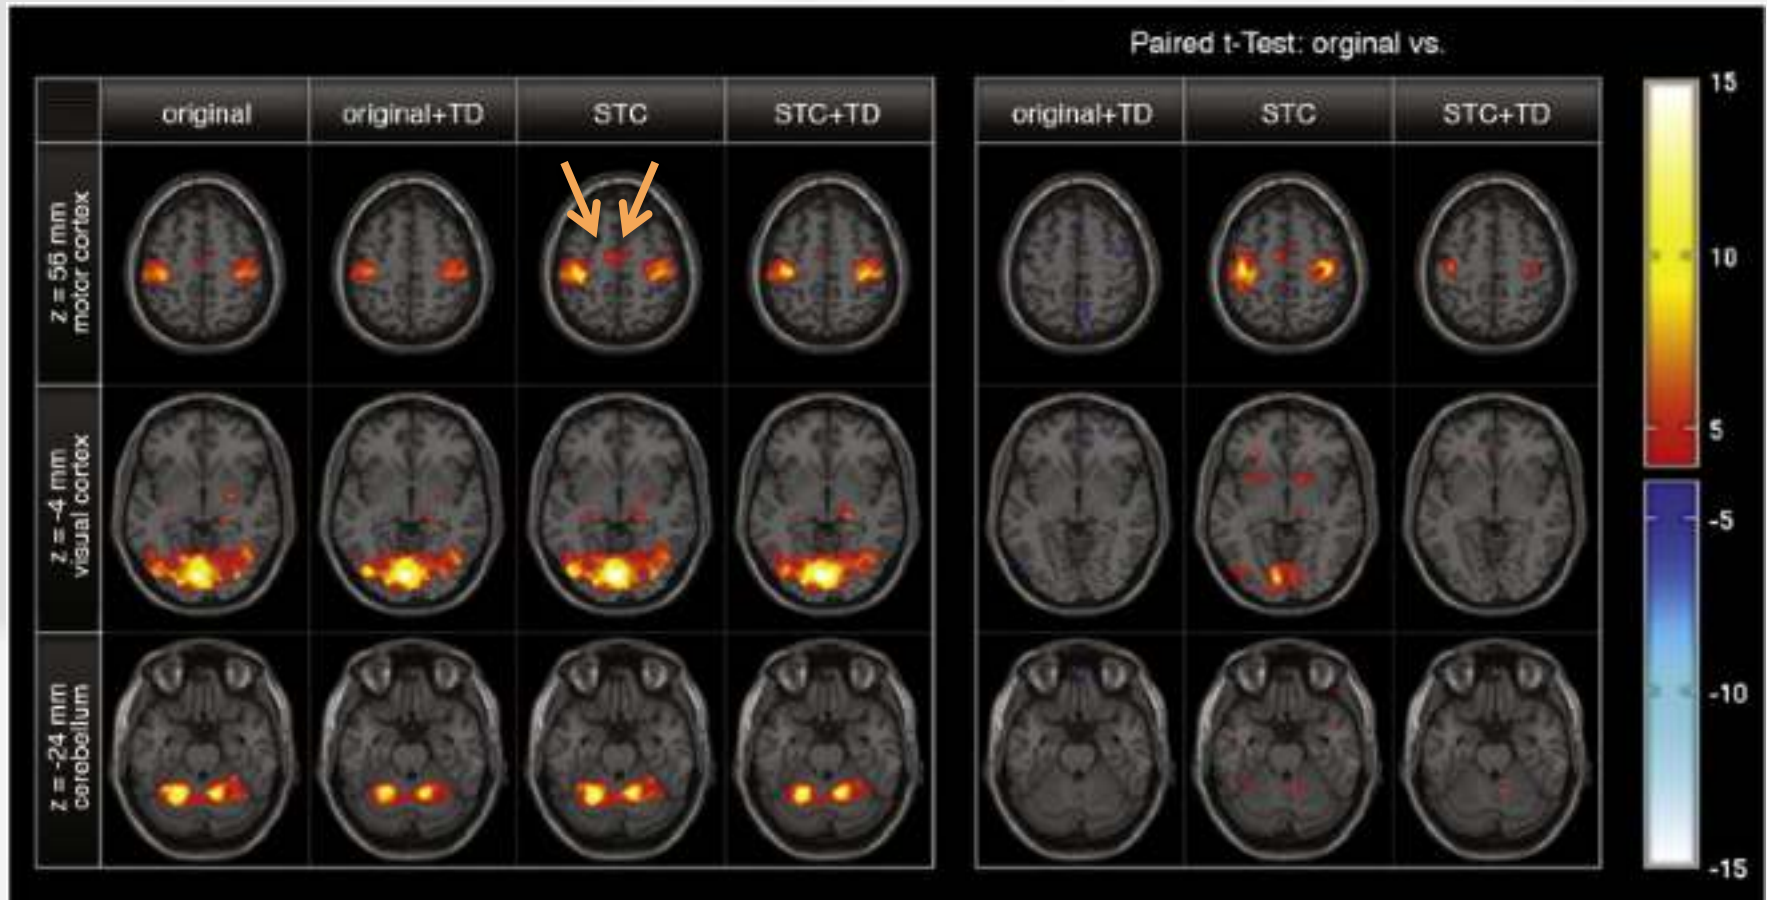 Paired t-Test: orginal vs.
original
original+TD
STC
STC+TD
original+TD
STC
STC+TD
z = 56 mm
motor cortex
z = -4 mm
visual cortex
z = -24 mm
cerebellum
15
10
5
-5
-10
-15